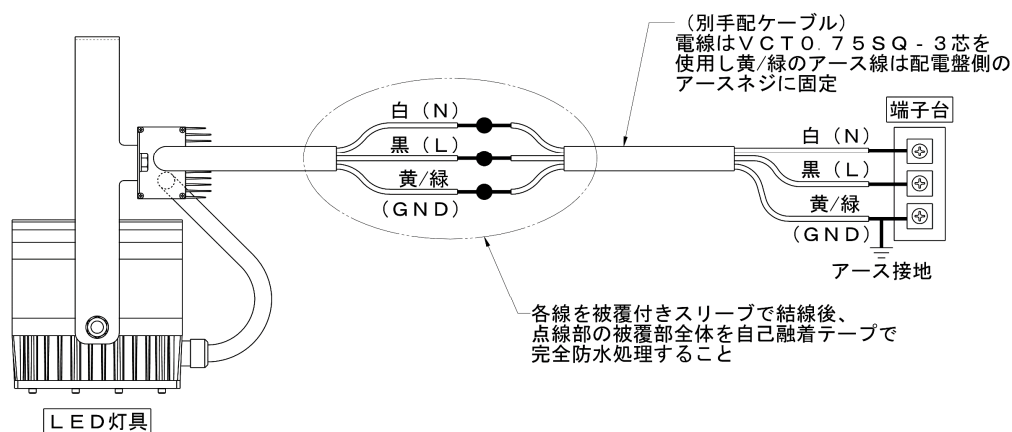 （別手配ケーブル）
電線はＶＣＴ０．７５ＳＱ‐３芯を
使用し黄/緑のアース線は配電盤側の
アースネジに固定
端子台
白（Ｎ）
黒（Ｌ）
黄/緑
（ＧＮＤ）
白（Ｎ）
黒（Ｌ）
黄/緑
（ＧＮＤ）
アース接地
各線を被覆付きスリーブで結線後、
点線部の被覆部全体を自己融着テープで
完全防水処理すること
ＬＥＤ灯具